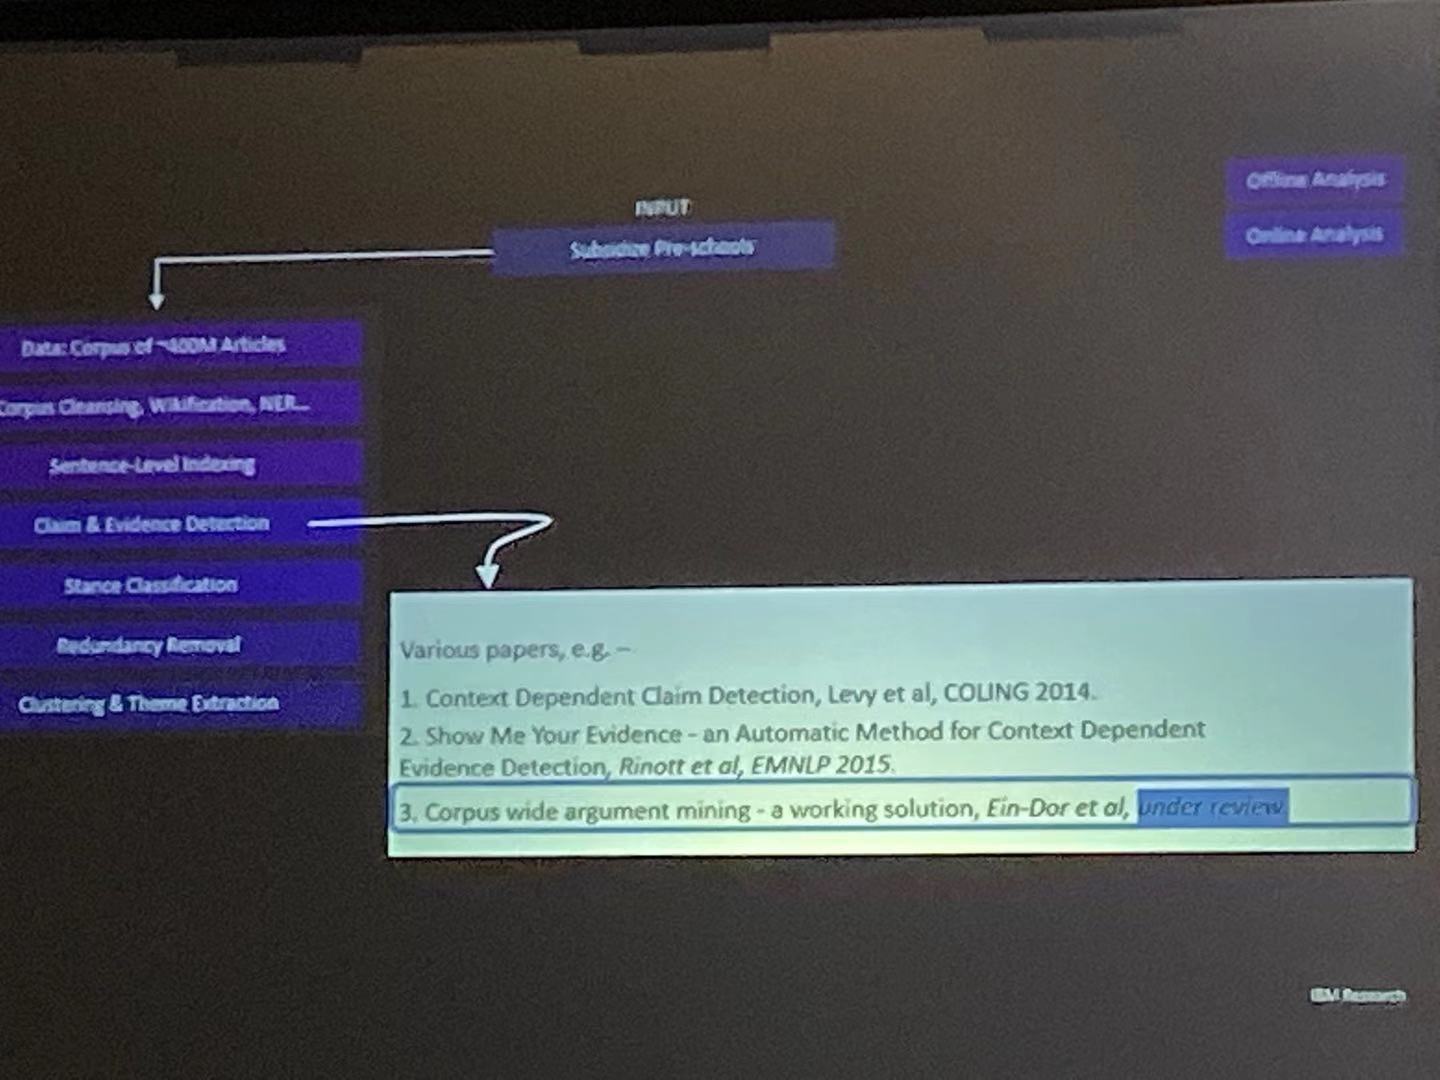 INPUT
Subsidize Pre-schools
Offline Analysis
Online Analysis
Data: Corpus of ~400M Articles
Corpus Cleansing, Wikification, NER...
Sentence-Level Indexing
Claim & Evidence Detection
Stance Classification
Redundancy Removal
Clustering & Theme Extraction
Various papers, e.g. –
1. Context Dependent Claim Detection, Levy et al, COLING 2014.
2. Show Me Your Evidence - an Automatic Method for Context Dependent
Evidence Detection, Rinott et al, EMNLP 2015.
3. Corpus wide argument mining - a working solution, Ein-Dor et al, under review.
IBM Research